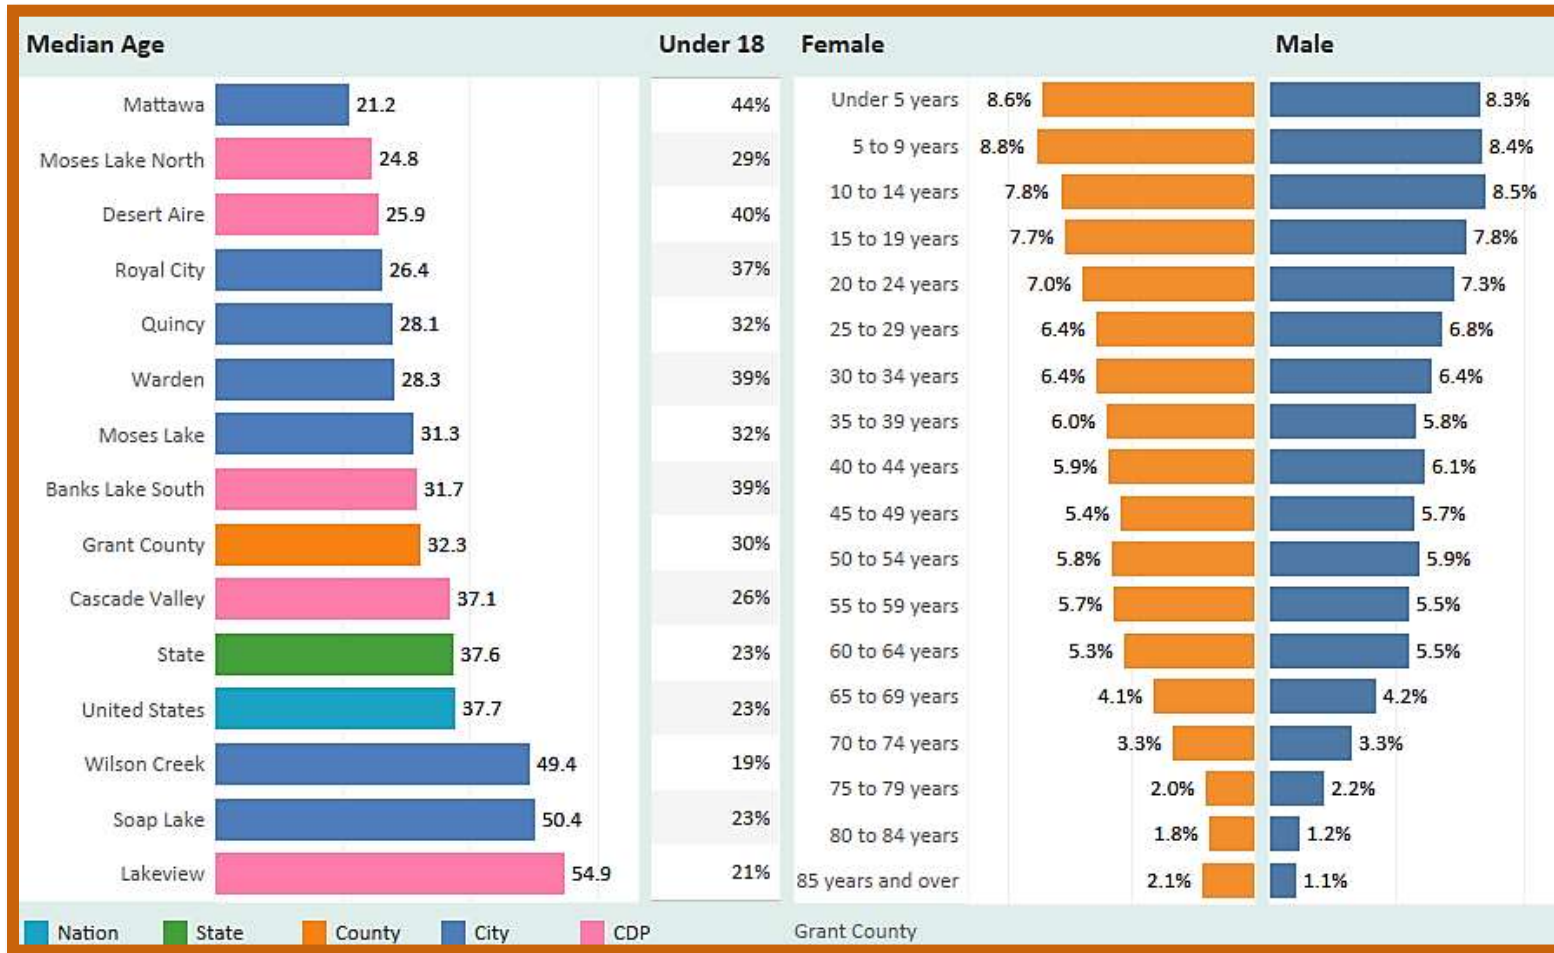 Median Age Under 18 Female Male
Mattawa 21.2 44%
Moses Lake North 24.8 29%
Desert Aire 25.9 40%
Royal City 26.4 37%
Quincy 28.1 32%
Warden 28.3 39%
Moses Lake 31.3 32%
Banks Lake South 31.7 39%
Grant County 32.3 30%
Cascade Valley 37.1 26%
State 37.6 23%
United States 37.7 23%
Wilson Creek 49.4 19%
Soap Lake 50.4 23%
Lakeview 54.9 21%
Under 5 years 8.6% 8.3%
5 to 9 years 8.8% 8.4%
10 to 14 years 7.8% 8.5%
15 to 19 years 7.7% 7.8%
20 to 24 years 7.0% 7.3%
25 to 29 years 6.4% 6.8%
30 to 34 years 6.4% 6.4%
35 to 39 years 6.0% 5.8%
40 to 44 years 5.9% 6.1%
45 to 49 years 5.4% 5.7%
50 to 54 years 5.8% 5.9%
55 to 59 years 5.7% 5.5%
60 to 64 years 5.3% 5.5%
65 to 69 years 4.1% 4.2%
70 to 74 years 3.3% 3.3%
75 to 79 years 2.0% 2.2%
80 to 84 years 1.8% 1.2%
85 years and over 2.1% 1.1%
Nation State County City CDP Grant County